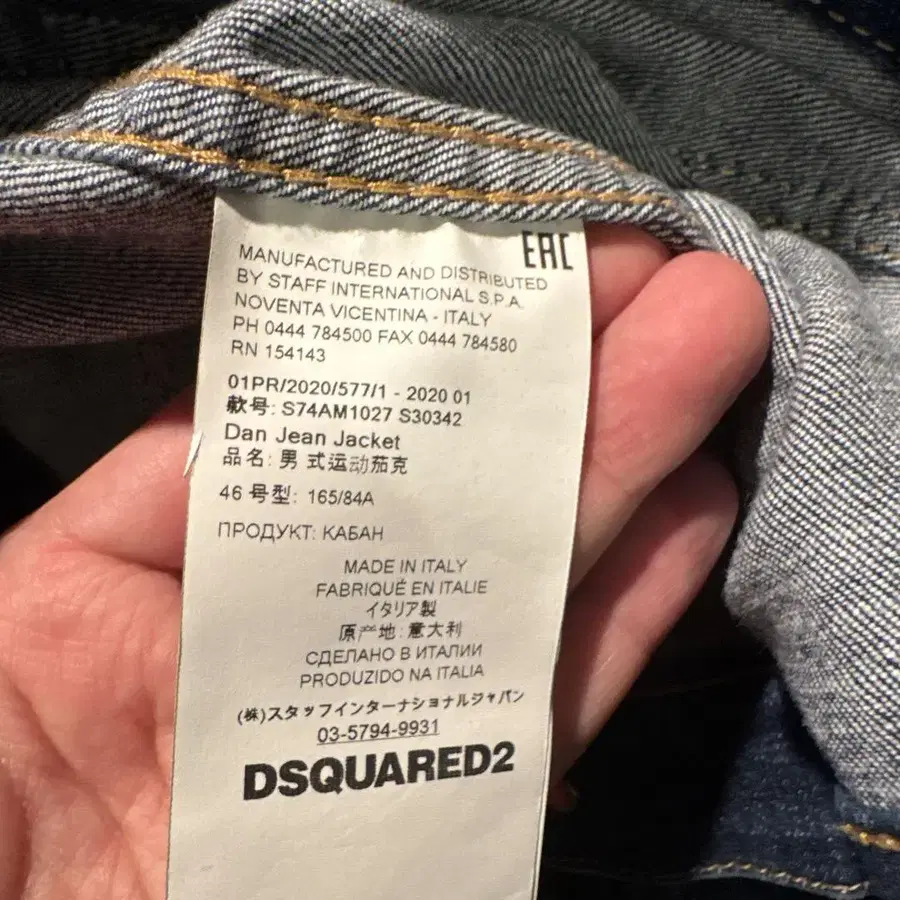 EAC
MANUFACTURED AND DISTRIBUTED
BY STAFF INTERNATIONAL S.P.A.
NOVENTA VICENTINA - ITALY
PH 0444 784500 FAX 0444 784580
RN 154143
01PR/2020/577/1 - 2020 01
款号: S74AM1027 S30342
Dan Jean Jacket
品名: 男 式运动茄克
46 号型: 165/84A
ПРОДУКТ: КАБАН
MADE IN ITALY
FABRIQUÉ EN ITALIE
イタリア製
原产地: 意大利
СДЕЛАНО В ИТАЛИИ
PRODUZIDO NA ITALIA
(株)スタッフインターナショナルジャパン
03-5794-9931
DSQUARED2